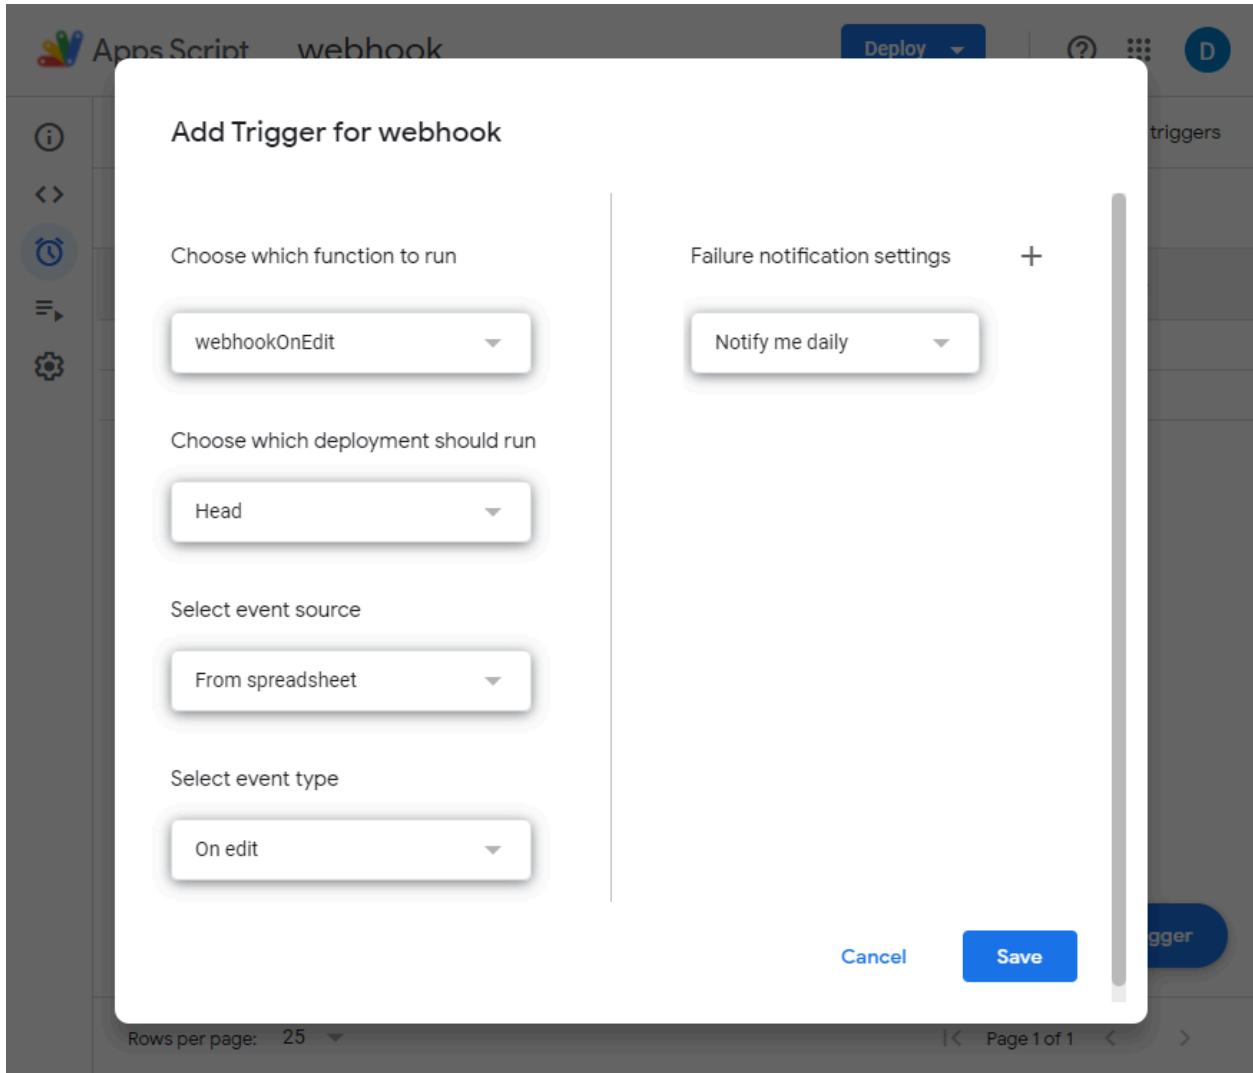 Apps Script webhook Deploy D
Add Trigger for webhook
triggers
Choose which function to run
webhookOnEdit
Choose which deployment should run
Head
Select event source
From spreadsheet
Select event type
On edit
Failure notification settings
Notify me daily
Cancel Save
gger
Rows per page: 25 Page 1 of 1